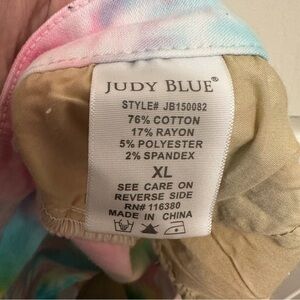 JUDY BLUE®
STYLE# JB150082
76% COTTON
17% RAYON
5% POLYESTER
2% SPANDEX
XL
SEE CARE ON
REVERSE SIDE
RN# 116380
MADE IN CHINA